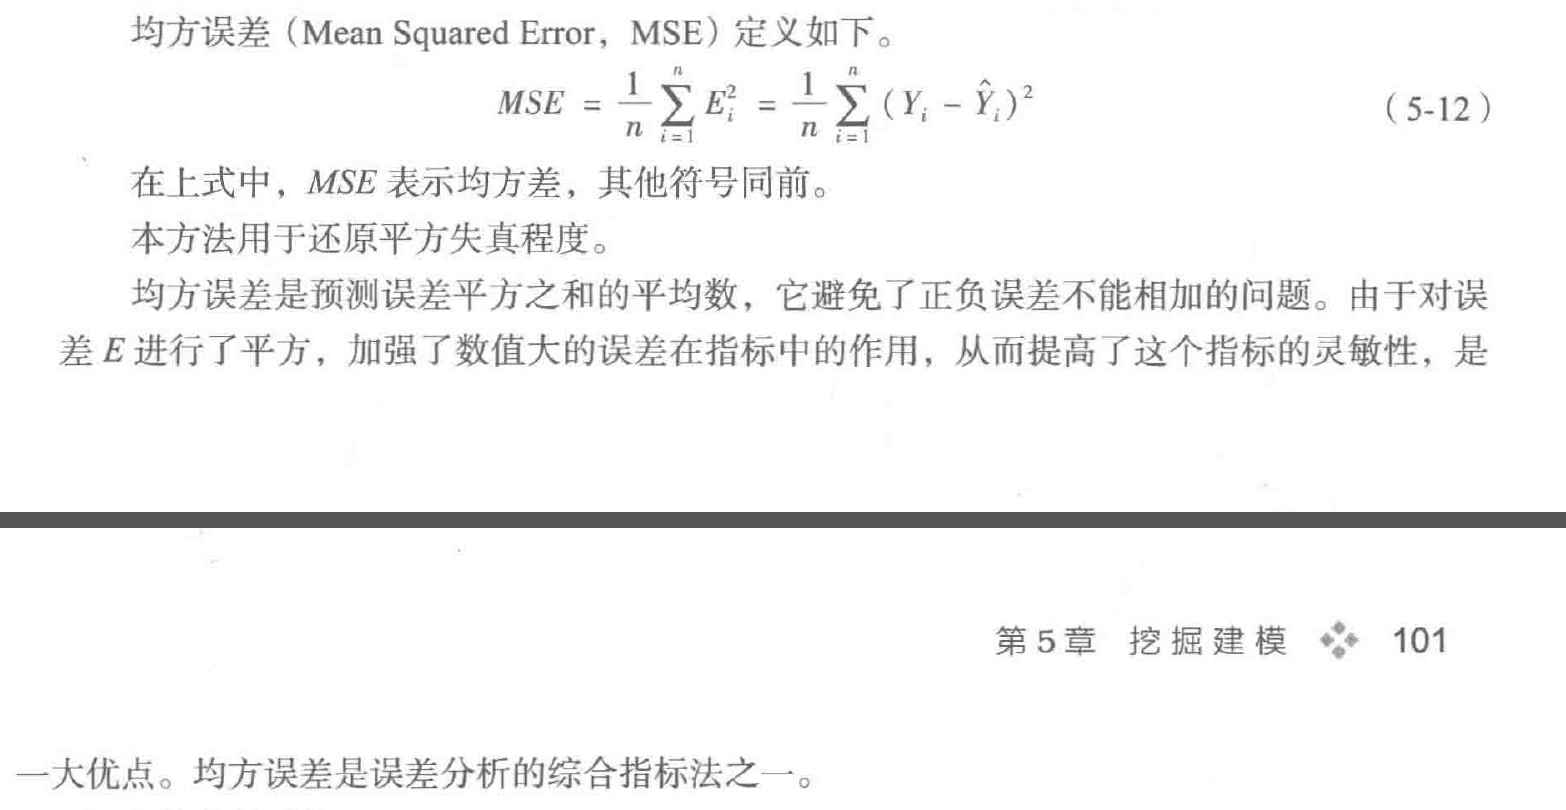 均方误差（Mean Squared Error，MSE）定义如下。
MSE = \frac{1}{n} \sum_{i=1}^{n} E_i^2 = \frac{1}{n} \sum_{i=1}^{n} (Y_i - \hat{Y}_i)^2 （5-12）
在上式中，MSE 表示均方差，其他符号同前。
本方法用于还原平方失真程度。
均方误差是预测误差平方之和的平均数，它避免了正负误差不能相加的问题。由于对误
差 E 进行了平方，加强了数值大的误差在指标中的作用，从而提高了这个指标的灵敏性，是
第5章 挖掘建模 101
一大优点。均方误差是误差分析的综合指标法之一。